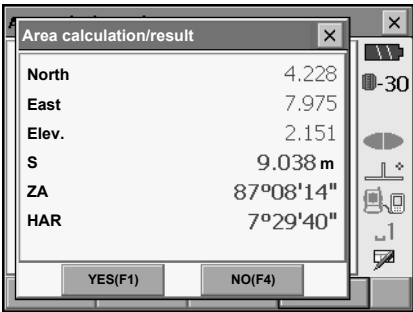 Area calculation/result
North 4.228
East 7.975
Elev. 2.151
S 9.038 m
ZA 87°08'14"
HAR 7°29'40"
YES(F1) NO(F4)
-30
1